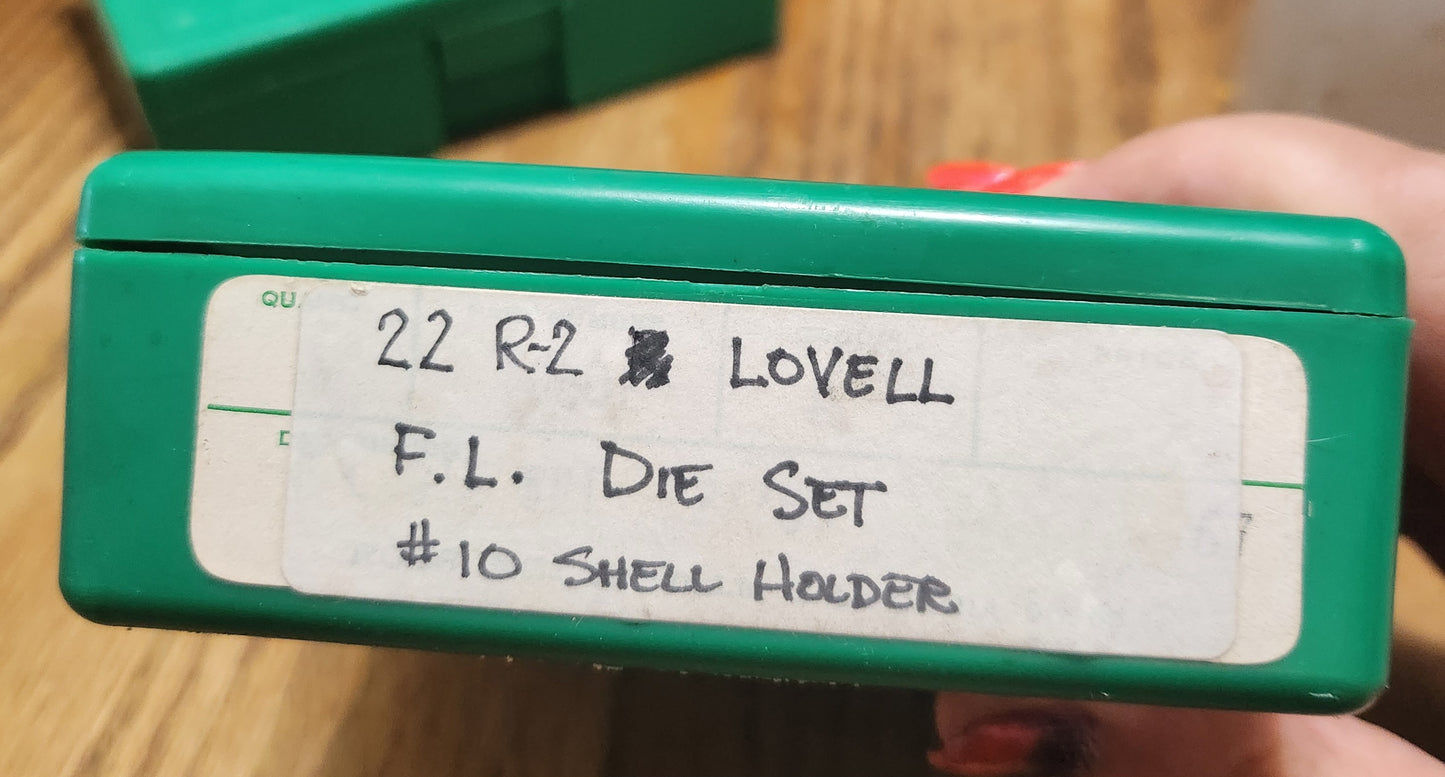 22 R-2 LOVELL
F.L. DIE SET
#10 SHELL HOLDER